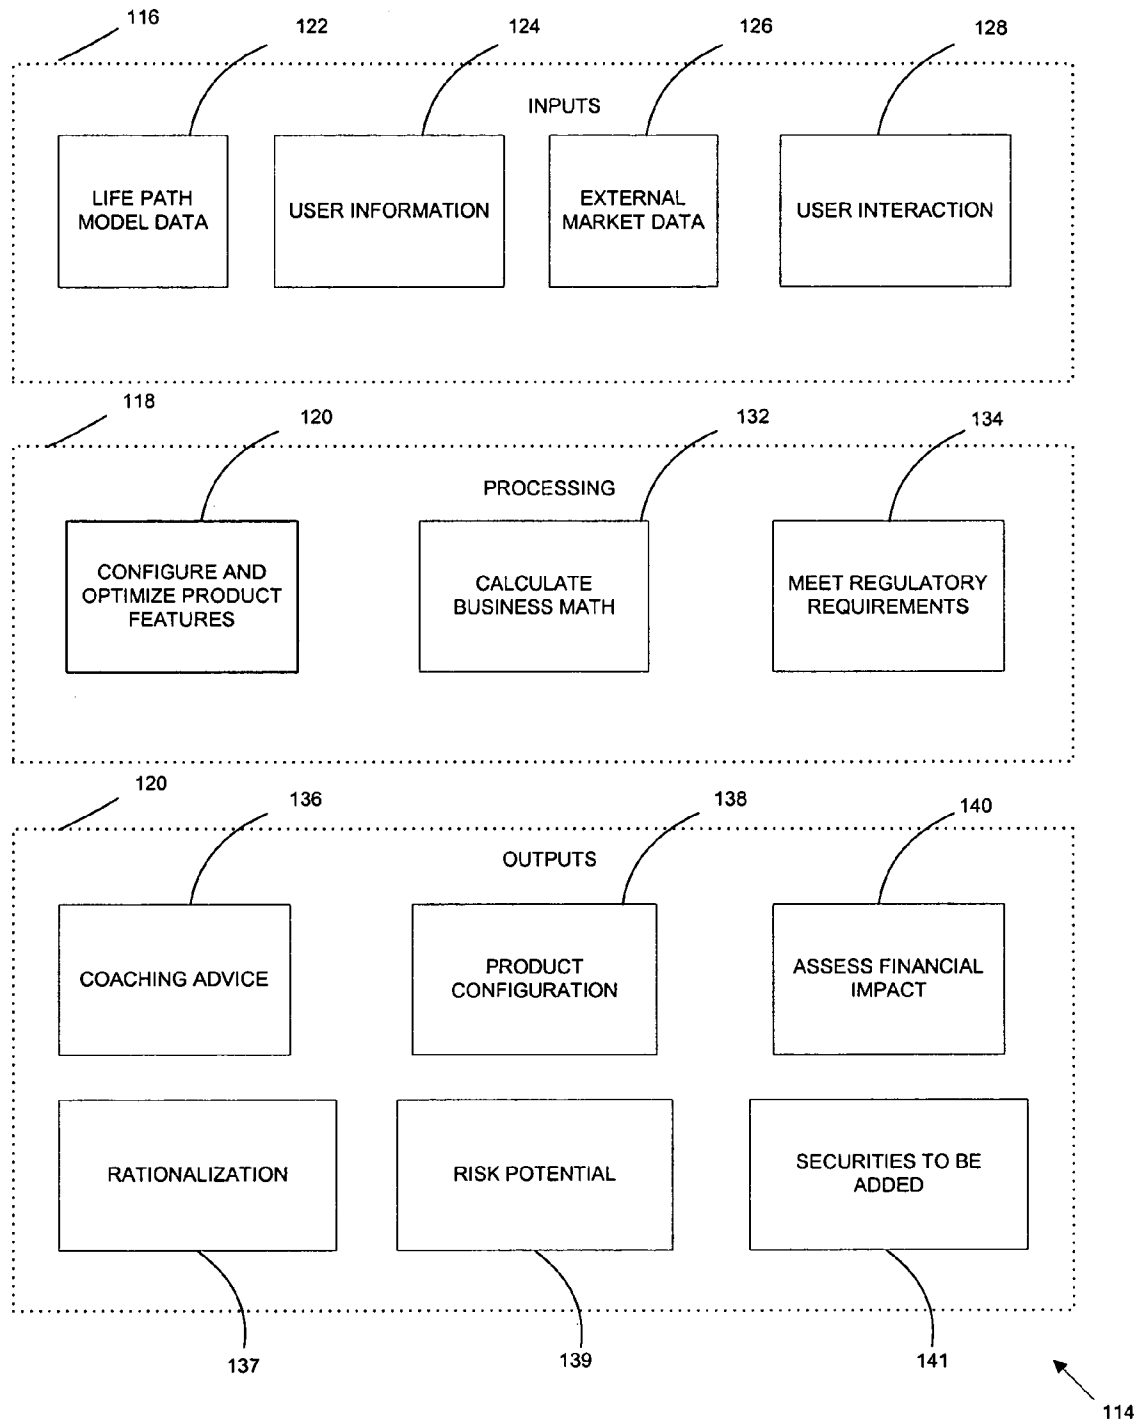 116
122
124
126
128
INPUTS
LIFE PATH
MODEL DATA
USER INFORMATION
EXTERNAL
MARKET DATA
USER INTERACTION
118
120
132
134
PROCESSING
CONFIGURE AND
OPTIMIZE PRODUCT
FEATURES
CALCULATE
BUSINESS MATH
MEET REGULATORY
REQUIREMENTS
120
136
138
140
OUTPUTS
COACHING ADVICE
PRODUCT
CONFIGURATION
ASSESS FINANCIAL
IMPACT
RATIONALIZATION
RISK POTENTIAL
SECURITIES TO BE
ADDED
137
139
141
114